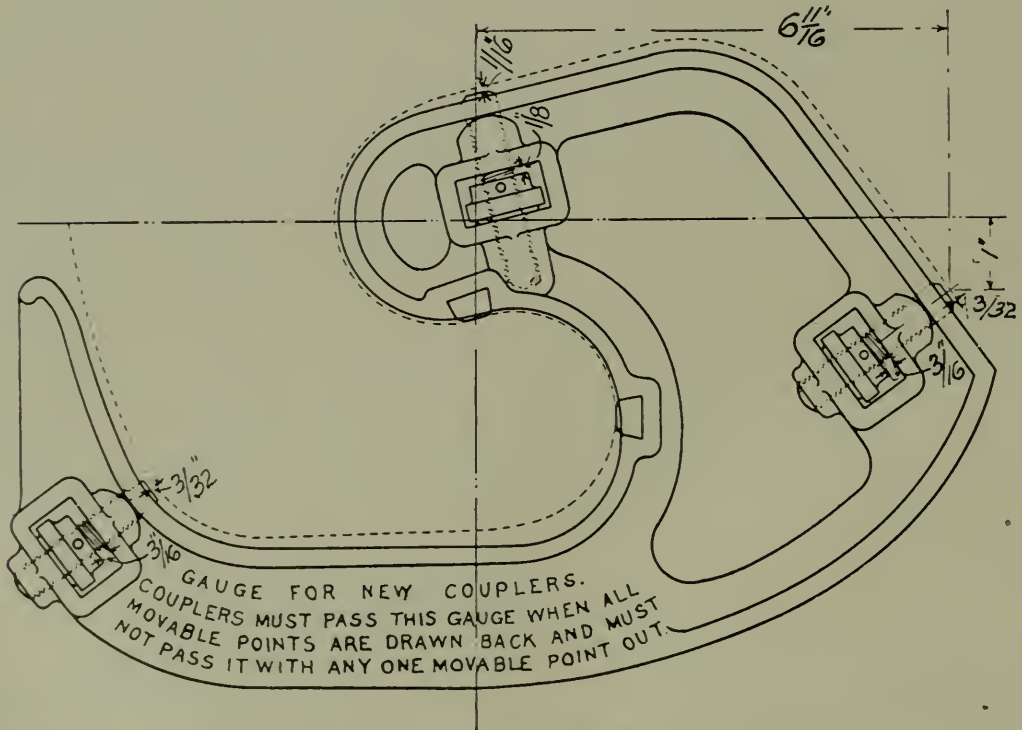 6 11/16"
1/16"
1/8"
1"
3/32
3/16"
3/32"
3/16"
GAUGE FOR NEW COUPLERS.
COUPLERS MUST PASS THIS GAUGE WHEN ALL
MOVABLE POINTS ARE DRAWN BACK AND MUST
NOT PASS IT WITH ANY ONE MOVABLE POINT OUT.